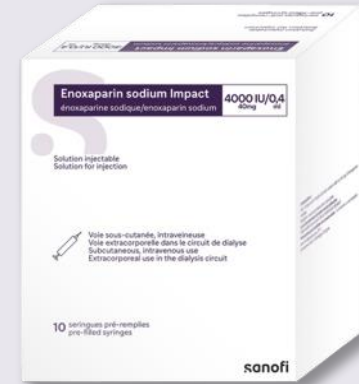 Enoxaparin sodium Impact
énoxaparine sodique/enoxaparin sodium
4000 IU/0,4
40mg ml
Solution injectable
Solution for injection
Voie sous-cutanée, intraveineuse
Voie extracorporelle dans le circuit de dialyse
Subcutaneous, intravenous use
Extracorporeal use in the dialysis circuit
10 seringues pré-remplies
pre-filled syringes
sanofi